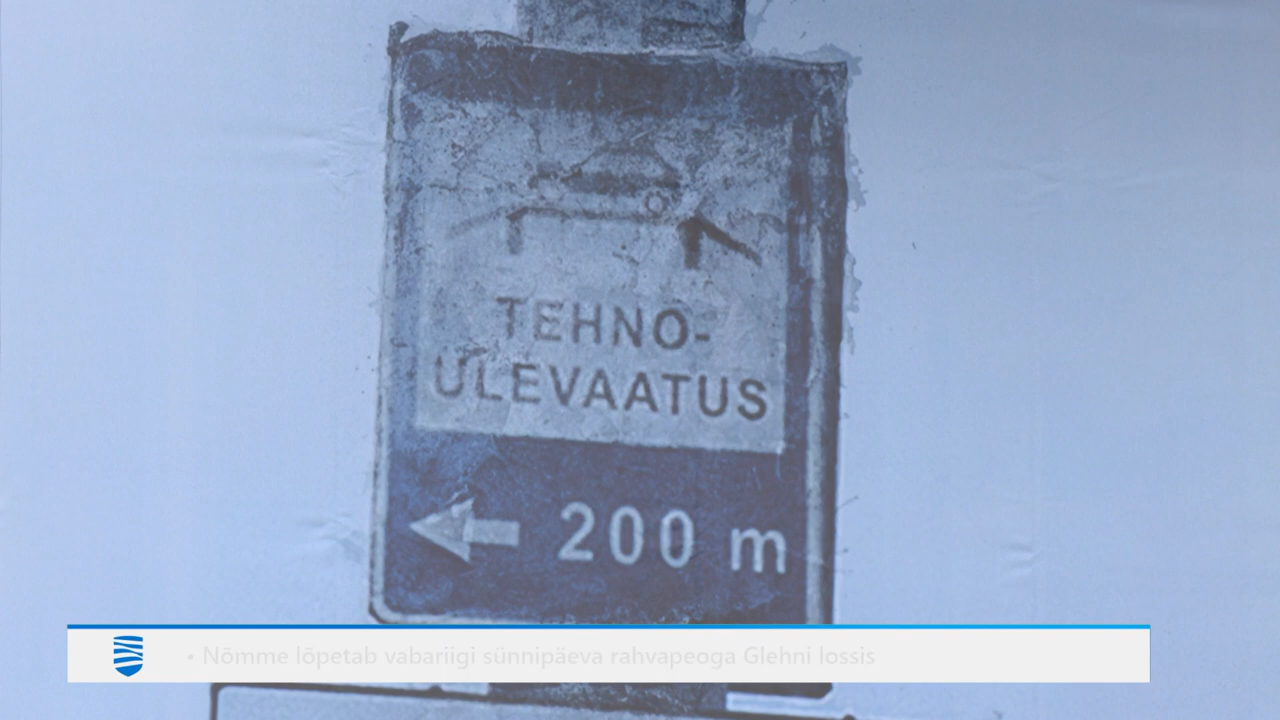 TEHNO-
ÜLEVAATUS
200 m
• Nõmme lõpetab vabariigi sünnipäeva rahvapeoga Glehni lossis